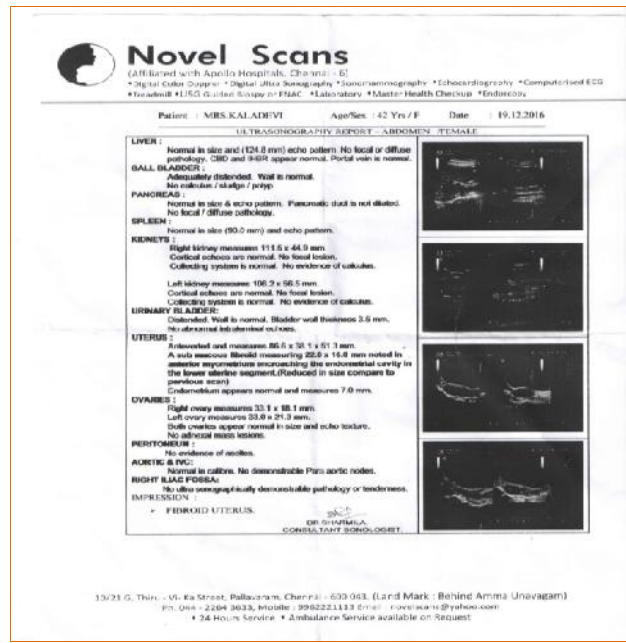 Novel Scans
(Affiliated with Apollo Hospitals, Chennai - 6)
*Digital Color Doppler *Digital Ultra Sonography *Sonomammography *Echocardiography *Computerised ECG
*Treadmill *USG Guided Biospy or FNAC *Laboratory *Master Health Checkup *Endoscopy
Patient : MRS.KALADEVI Age/Sex : 42 Yrs / F Date : 19.12.2016
ULTRASONOGRAPHY REPORT - ABDOMEN /FEMALE
LIVER :
Normal in size and (124.8 mm) echo pattern. No focal or diffuse
pathology. CBD and IHBR appear normal. Portal vein is normal.
GALL BLADDER :
Adequately distended. Wall is normal.
No calculus / sludge / polyp
PANCREAS :
Normal in size & echo pattern. Pancreatic duct is not dilated.
No focal / diffuse pathology.
SPLEEN :
Normal in size (90.0 mm) and echo pattern.
KIDNEYS :
Right kidney measures 111.5 x 44.9 mm.
Cortical echoes are normal. No focal lesion.
Collecting system is normal. No evidence of calculus.
Left kidney measures 106.2 x 56.5 mm.
Cortical echoes are normal. No focal lesion.
Collecting system is normal. No evidence of calculus.
URINARY BLADDER:
Distended. Wall is normal. Bladder wall thickness 3.5 mm.
No abnormal intraluminal echoes.
UTERUS :
Anteverted and measures 86.6 x 38.1 x 51.3 mm.
A sub mucous fibroid measuring 22.0 x 16.0 mm noted in
anterior myometrium encroaching the endometrial cavity in
the lower uterine segment.(Reduced in size compare to
pervious scan)
Endometrium appears normal and measures 7.0 mm.
OVARIES :
Right ovary measures 33.1 x 18.1 mm.
Left ovary measures 33.0 x 21.3 mm.
Both ovaries appear normal in size and echo texture.
No adnexal mass lesions.
PERITONEUM :
No evidence of ascites.
AORTIC & IVC:
Normal in calibre. No demonstrable Para aortic nodes.
RIGHT ILIAC FOSSA:
No ultra sonographically demonstrable pathology or tenderness.
IMPRESSION :
FIBROID UTERUS.
DR SHARMILA,
CONSULTANT SONOLOGIST.
10/21 G, Thiru - Vi- Ka Street, Pallavaram, Chennai - 600 043. (Land Mark : Behind Amma Unavagam)
Ph: 044 - 2264 3633, Mobile : 9962221113 Email : novelscans@yahoo.com
* 24 Hours Service * Ambulance Service available on Request